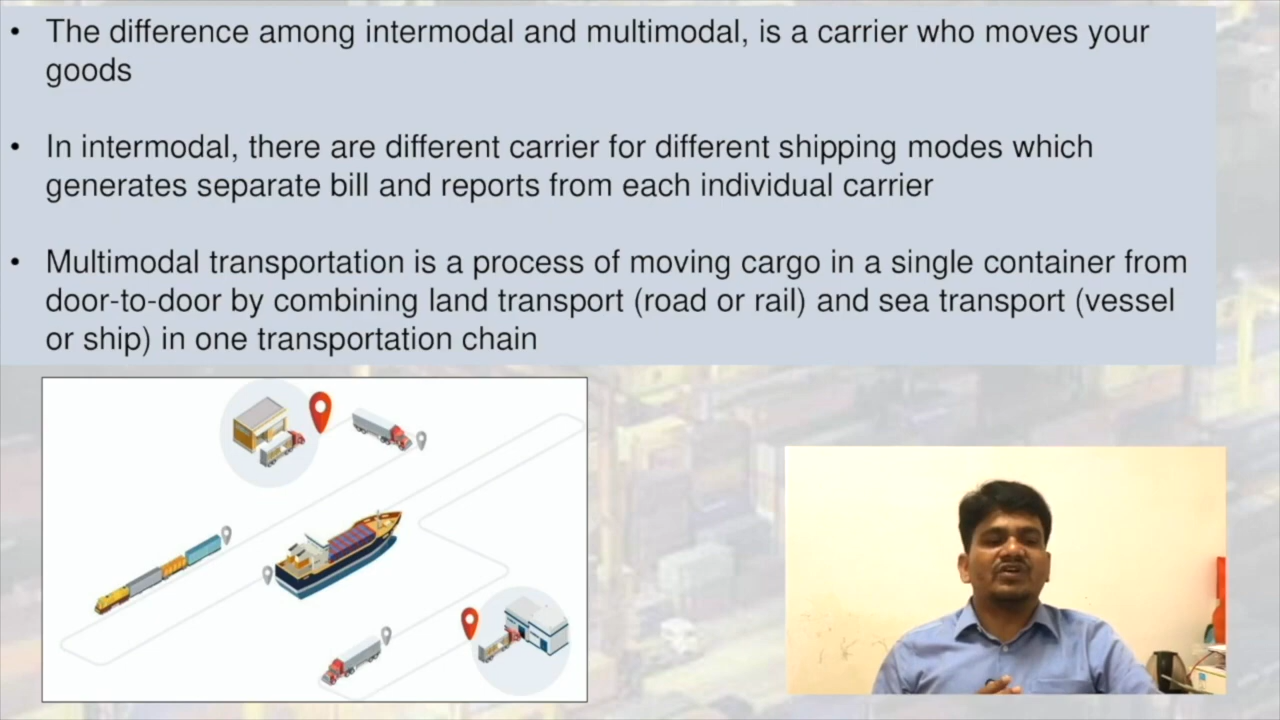 • The difference among intermodal and multimodal, is a carrier who moves your
goods
• In intermodal, there are different carrier for different shipping modes which
generates separate bill and reports from each individual carrier
• Multimodal transportation is a process of moving cargo in a single container from
door-to-door by combining land transport (road or rail) and sea transport (vessel
or ship) in one transportation chain